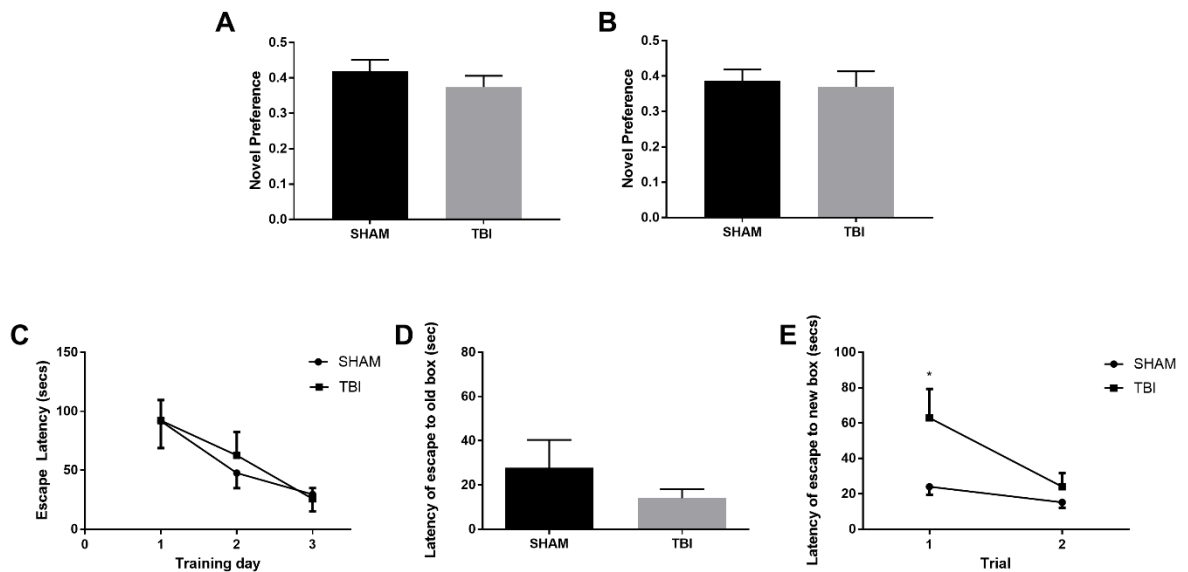 A
Novel Preference
0.5
0.4
0.3
0.2
0.1
0.0
SHAM TBI
B
Novel Preference
0.5
0.4
0.3
0.2
0.1
0.0
SHAM TBI
C
Escape Latency (secs)
150
100
50
0
0 1 2 3
Training day
SHAM
TBI
D
Latency of escape to old box (sec)
80
60
40
20
0
SHAM TBI
E
Latency of escape to new box (secs)
100
80
60
40
20
0
*
1 2
Trial
SHAM
TBI